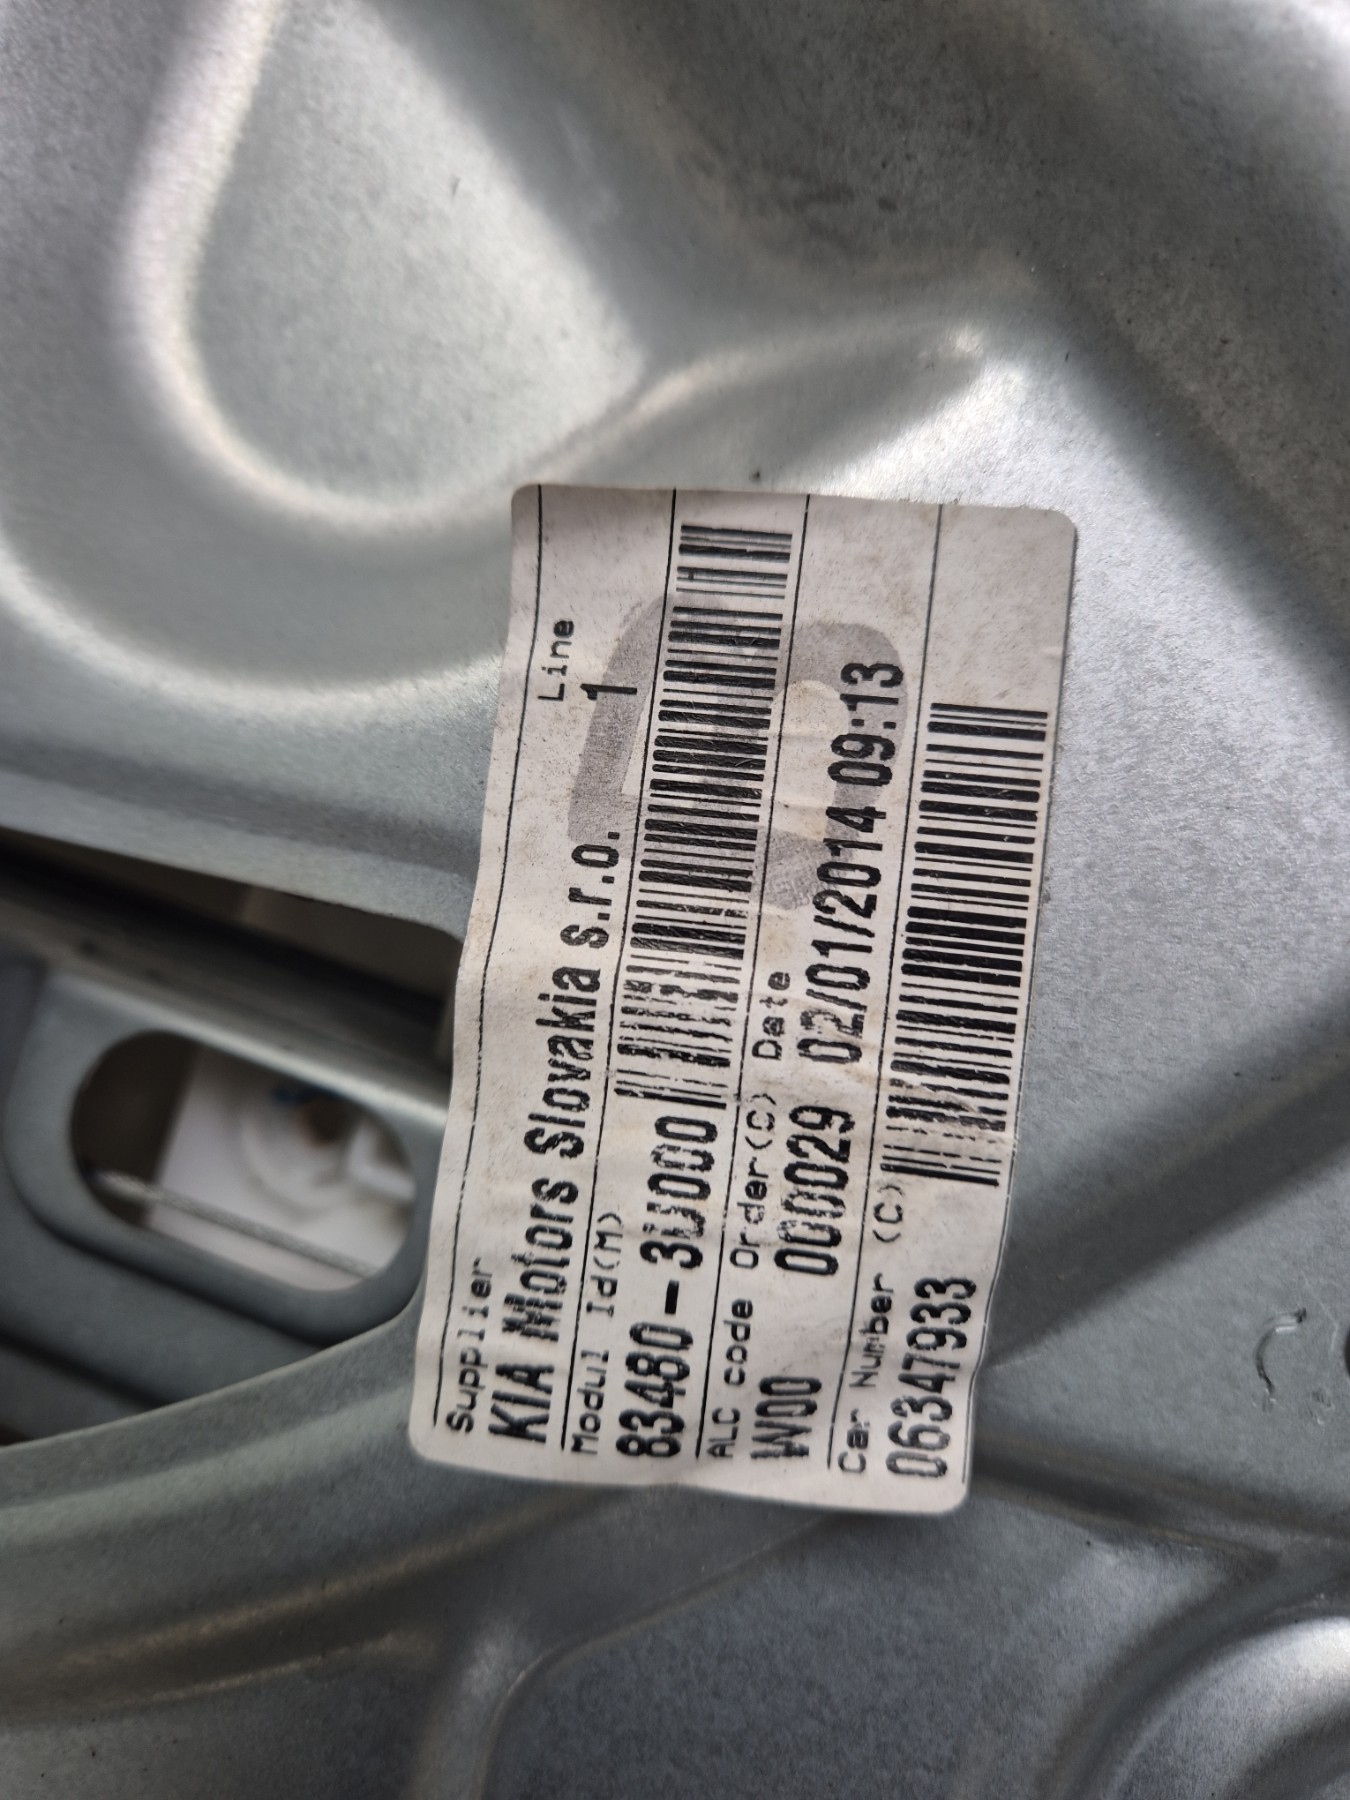 Supplier Line
KIA Motors Slovakia s.r.o. 1
Modul Id(M)
83480-3U000
ALC code Order(C) Date
W00 000029 02/01/2014 09:13
Car Number (C)
06347933